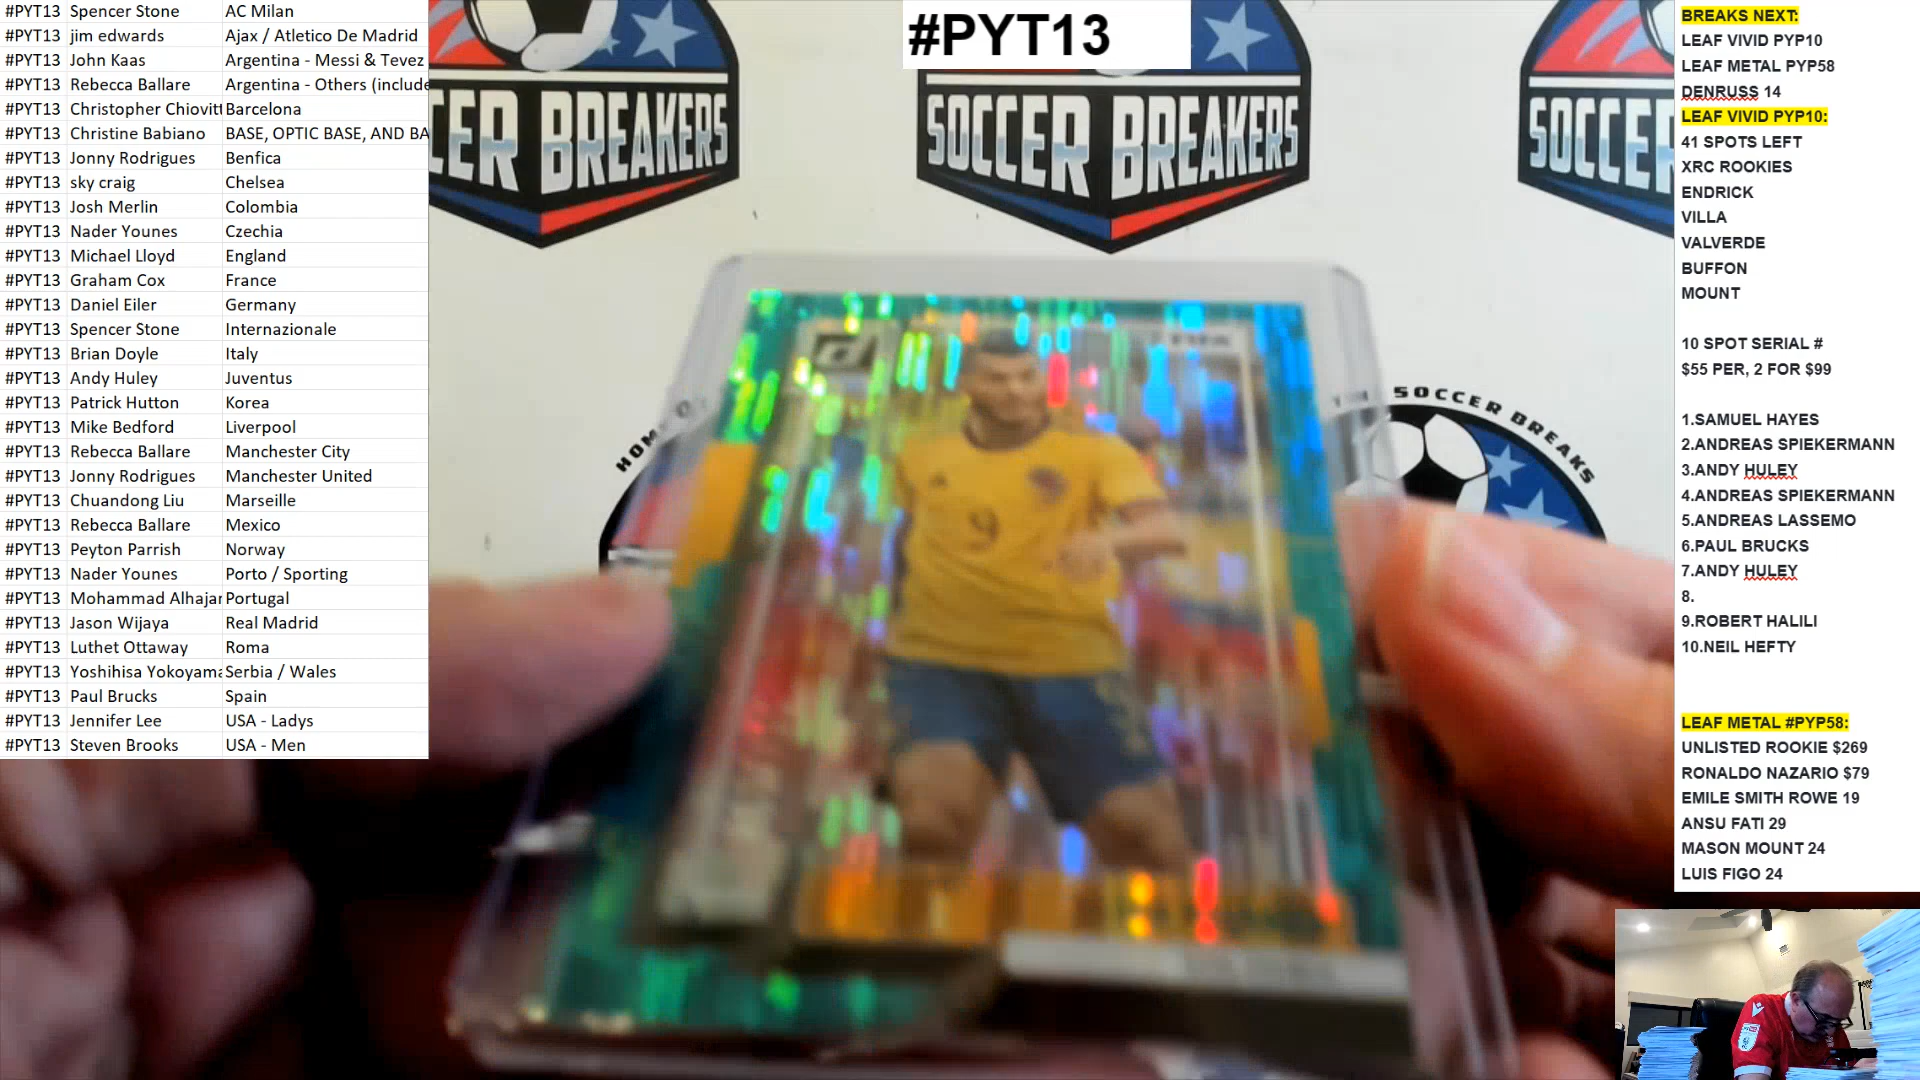 #PYT13 Spencer Stone AC Milan
#PYT13 jim edwards Ajax / Atletico De Madrid
#PYT13 John Kaas Argentina - Messi & Tevez
#PYT13 Rebecca Ballare Argentina - Others (include
#PYT13 Christopher Chiovitt Barcelona
#PYT13 Christine Babiano BASE, OPTIC BASE, AND BA
#PYT13 Jonny Rodrigues Benfica
#PYT13 sky craig Chelsea
#PYT13 Josh Merlin Colombia
#PYT13 Nader Younes Czechia
#PYT13 Michael Lloyd England
#PYT13 Graham Cox France
#PYT13 Daniel Eiler Germany
#PYT13 Spencer Stone Internazionale
#PYT13 Brian Doyle Italy
#PYT13 Andy Huley Juventus
#PYT13 Patrick Hutton Korea
#PYT13 Mike Bedford Liverpool
#PYT13 Rebecca Ballare Manchester City
#PYT13 Jonny Rodrigues Manchester United
#PYT13 Chuandong Liu Marseille
#PYT13 Rebecca Ballare Mexico
#PYT13 Peyton Parrish Norway
#PYT13 Nader Younes Porto / Sporting
#PYT13 Mohammad Alhajar Portugal
#PYT13 Jason Wijaya Real Madrid
#PYT13 Luthet Ottaway Roma
#PYT13 Yoshihisa Yokoyama Serbia / Wales
#PYT13 Paul Brucks Spain
#PYT13 Jennifer Lee USA - Ladys
#PYT13 Steven Brooks USA - Men
#PYT13
CER BREAKERS
SOCCER BREAKERS
SOCCER
HOM
SOCCER BREAKS
FIFA
9
BREAKS NEXT:
LEAF VIVID PYP10
LEAF METAL PYP58
DENRUSS 14
LEAF VIVID PYP10:
41 SPOTS LEFT
XRC ROOKIES
ENDRICK
VILLA
VALVERDE
BUFFON
MOUNT
10 SPOT SERIAL #
$55 PER, 2 FOR $99
1.SAMUEL HAYES
2.ANDREAS SPIEKERMANN
3.ANDY HULEY
4.ANDREAS SPIEKERMANN
5.ANDREAS LASSEMO
6.PAUL BRUCKS
7.ANDY HULEY
8.
9.ROBERT HALILI
10.NEIL HEFTY
LEAF METAL #PYP58:
UNLISTED ROOKIE $269
RONALDO NAZARIO $79
EMILE SMITH ROWE 19
ANSU FATI 29
MASON MOUNT 24
LUIS FIGO 24